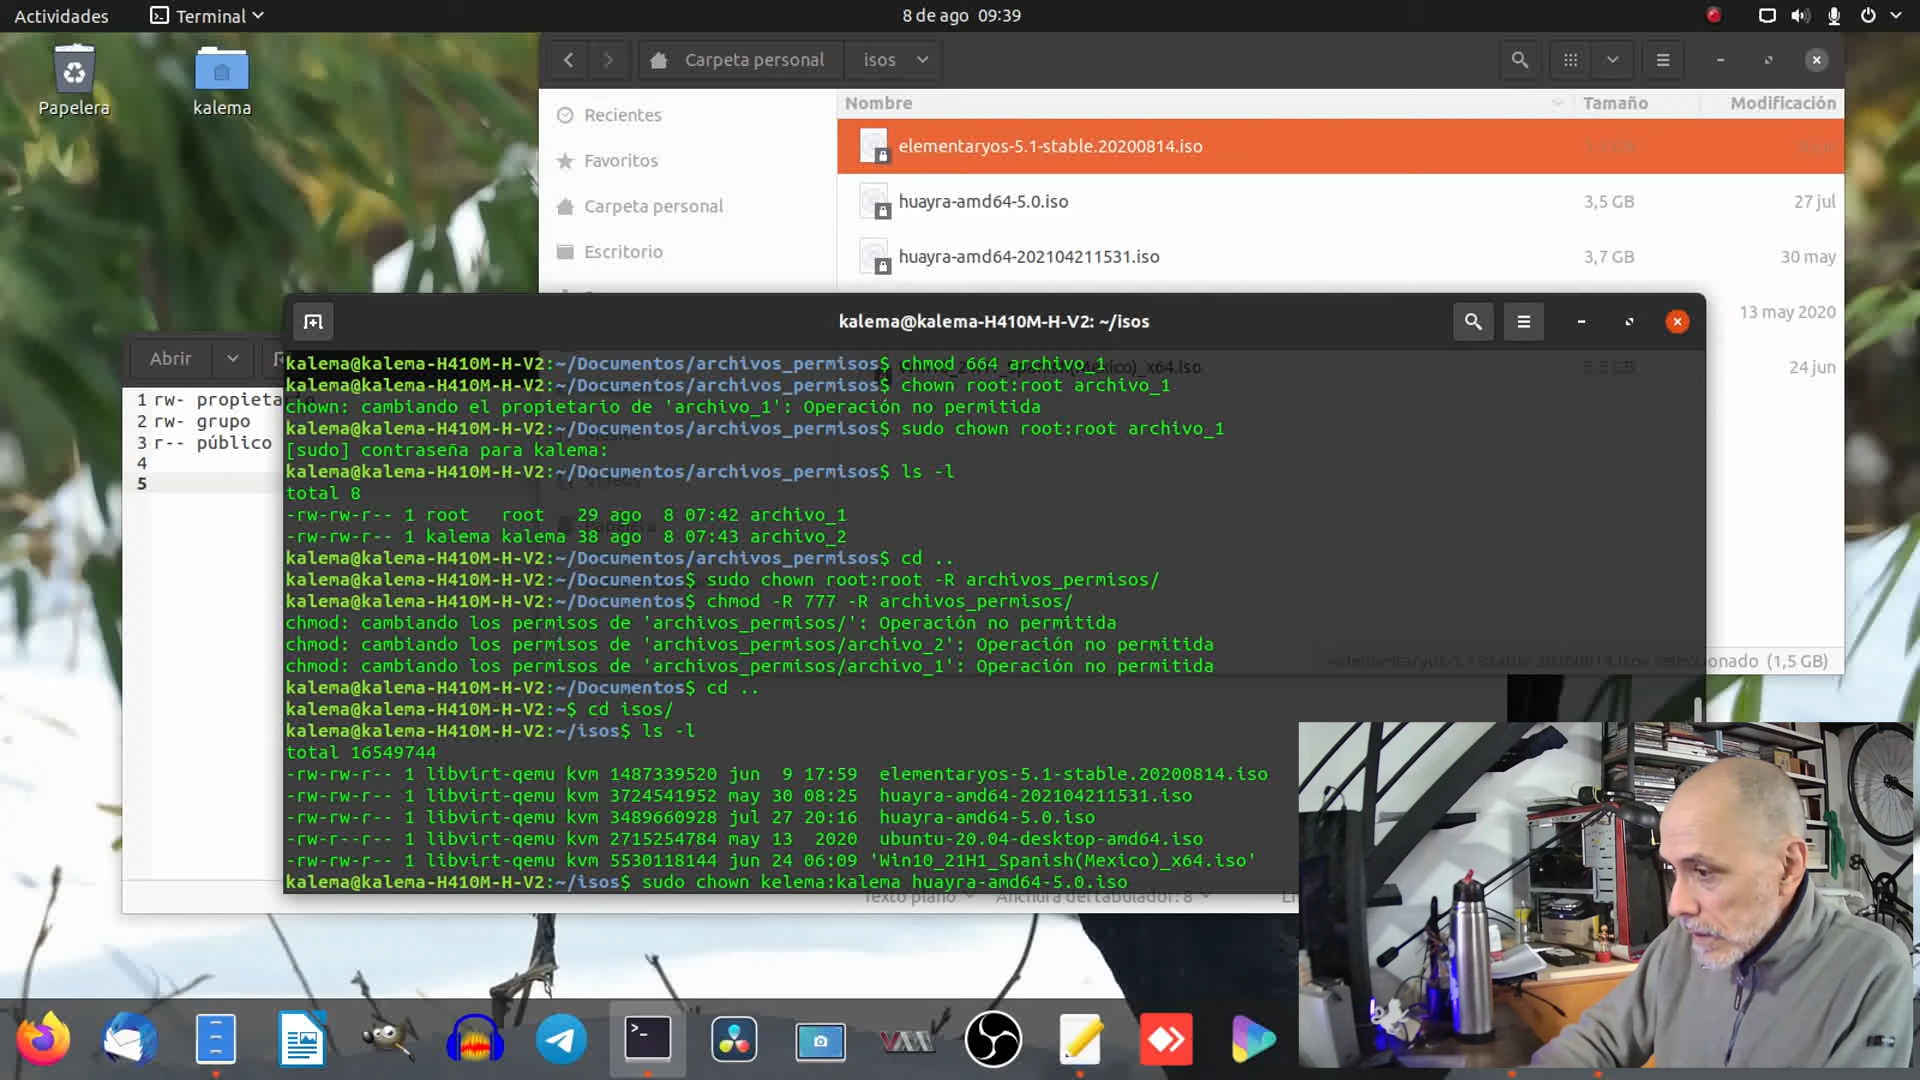 Actividades
Terminal
8 de ago 09:39
Papelera
kalema
Carpeta personal
isos
Recientes
Favoritos
Carpeta personal
Escritorio
Nombre
Tamaño
Modificación
elementaryos-5.1-stable.20200814.iso
huayra-amd64-5.0.iso
3,5 GB
27 jul
huayra-amd64-202104211531.iso
3,7 GB
30 may
13 may 2020
24 jun
Abrir
1 rw- propietario
2 rw- grupo
3 r-- público
4
5
kalema@kalema-H410M-H-V2: ~/isos
kalema@kalema-H410M-H-V2:~/Documentos/archivos_permisos$ chmod 664 archivo_1
kalema@kalema-H410M-H-V2:~/Documentos/archivos_permisos$ chown root:root archivo_1
chown: cambiando el propietario de 'archivo_1': Operación no permitida
kalema@kalema-H410M-H-V2:~/Documentos/archivos_permisos$ sudo chown root:root archivo_1
[sudo] contraseña para kalema:
kalema@kalema-H410M-H-V2:~/Documentos/archivos_permisos$ ls -l
total 8
-rw-rw-r-- 1 root   root   29 ago  8 07:42 archivo_1
-rw-rw-r-- 1 kalema kalema 38 ago  8 07:43 archivo_2
kalema@kalema-H410M-H-V2:~/Documentos/archivos_permisos$ cd ..
kalema@kalema-H410M-H-V2:~/Documentos$ sudo chown root:root -R archivos_permisos/
kalema@kalema-H410M-H-V2:~/Documentos$ chmod -R 777 -R archivos_permisos/
chmod: cambiando los permisos de 'archivos_permisos/': Operación no permitida
chmod: cambiando los permisos de 'archivos_permisos/archivo_2': Operación no permitida
chmod: cambiando los permisos de 'archivos_permisos/archivo_1': Operación no permitida
kalema@kalema-H410M-H-V2:~/Documentos$ cd ..
kalema@kalema-H410M-H-V2:~$ cd isos/
kalema@kalema-H410M-H-V2:~/isos$ ls -l
total 16549744
-rw-rw-r-- 1 libvirt-qemu kvm 1487339520 jun  9 17:59  elementaryos-5.1-stable.20200814.iso
-rw-rw-r-- 1 libvirt-qemu kvm 3724541952 may 30 08:25  huayra-amd64-202104211531.iso
-rw-rw-r-- 1 libvirt-qemu kvm 3489660928 jul 27 20:16  huayra-amd64-5.0.iso
-rw-r--r-- 1 libvirt-qemu kvm 2715254784 may 13  2020  ubuntu-20.04-desktop-amd64.iso
-rw-rw-r-- 1 libvirt-qemu kvm 5530118144 jun 24 06:09 'Win10_21H1_Spanish(Mexico)_x64.iso'
kalema@kalema-H410M-H-V2:~/isos$ sudo chown kelema:kalema huayra-amd64-5.0.iso
seleccionado (1,5 GB)
Texto plano
Anchura del tabulador: 8